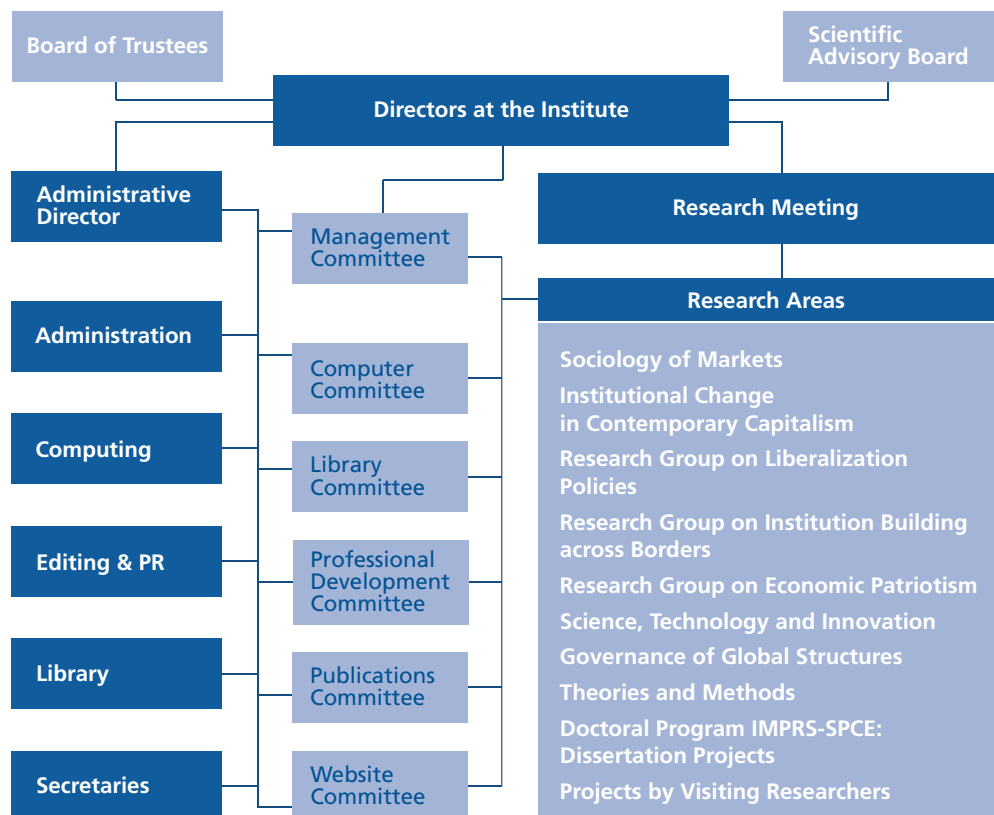 Board of Trustees
Scientific
Advisory Board
Directors at the Institute
Administrative
Director
Administration
Computing
Editing & PR
Library
Secretaries
Management
Committee
Computer
Committee
Library
Committee
Professional
Development
Committee
Publications
Committee
Website
Committee
Research Meeting
Research Areas
Sociology of Markets
Institutional Change
in Contemporary Capitalism
Research Group on Liberalization
Policies
Research Group on Institution Building
across Borders
Research Group on Economic Patriotism
Science, Technology and Innovation
Governance of Global Structures
Theories and Methods
Doctoral Program IMPRS-SPCE:
Dissertation Projects
Projects by Visiting Researchers